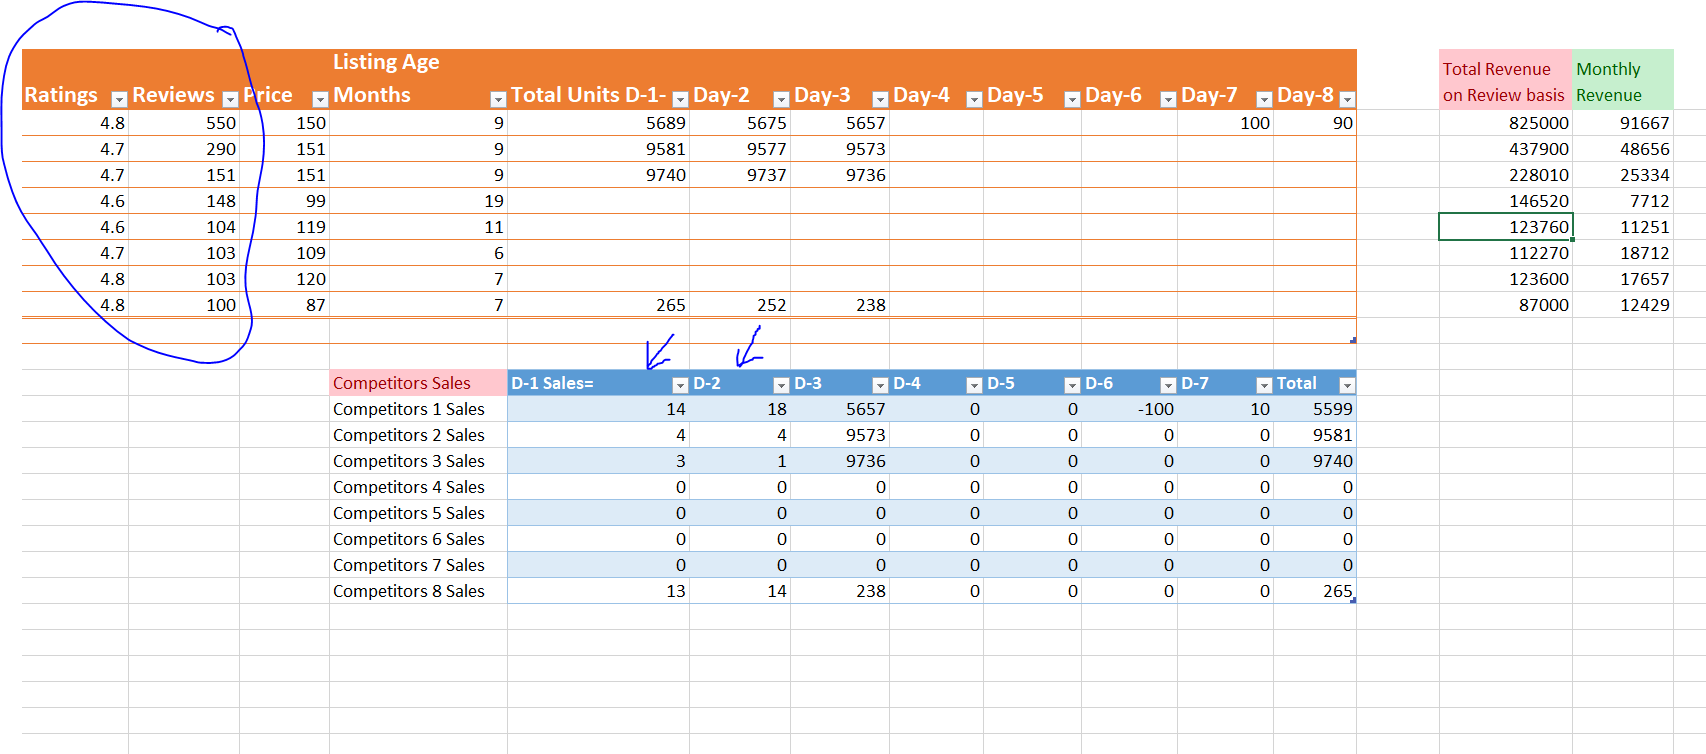 Listing Age
Ratings Reviews Price Months Total Units D-1- Day-2 Day-3 Day-4 Day-5 Day-6 Day-7 Day-8
4.8 550 150 9 5689 5675 5657 100 90
4.7 290 151 9 9581 9577 9573
4.7 151 151 9 9740 9737 9736
4.6 148 99 19
4.6 104 119 11
4.7 103 109 6
4.8 103 120 7
4.8 100 87 7 265 252 238
Total Revenue Monthly
on Review basis Revenue
825000 91667
437900 48656
228010 25334
146520 7712
123760 11251
112270 18712
123600 17657
87000 12429
Competitors Sales D-1 Sales= D-2 D-3 D-4 D-5 D-6 D-7 Total
Competitors 1 Sales 14 18 5657 0 0 -100 10 5599
Competitors 2 Sales 4 4 9573 0 0 0 0 9581
Competitors 3 Sales 3 1 9736 0 0 0 0 9740
Competitors 4 Sales 0 0 0 0 0 0 0 0
Competitors 5 Sales 0 0 0 0 0 0 0 0
Competitors 6 Sales 0 0 0 0 0 0 0 0
Competitors 7 Sales 0 0 0 0 0 0 0 0
Competitors 8 Sales 13 14 238 0 0 0 0 265